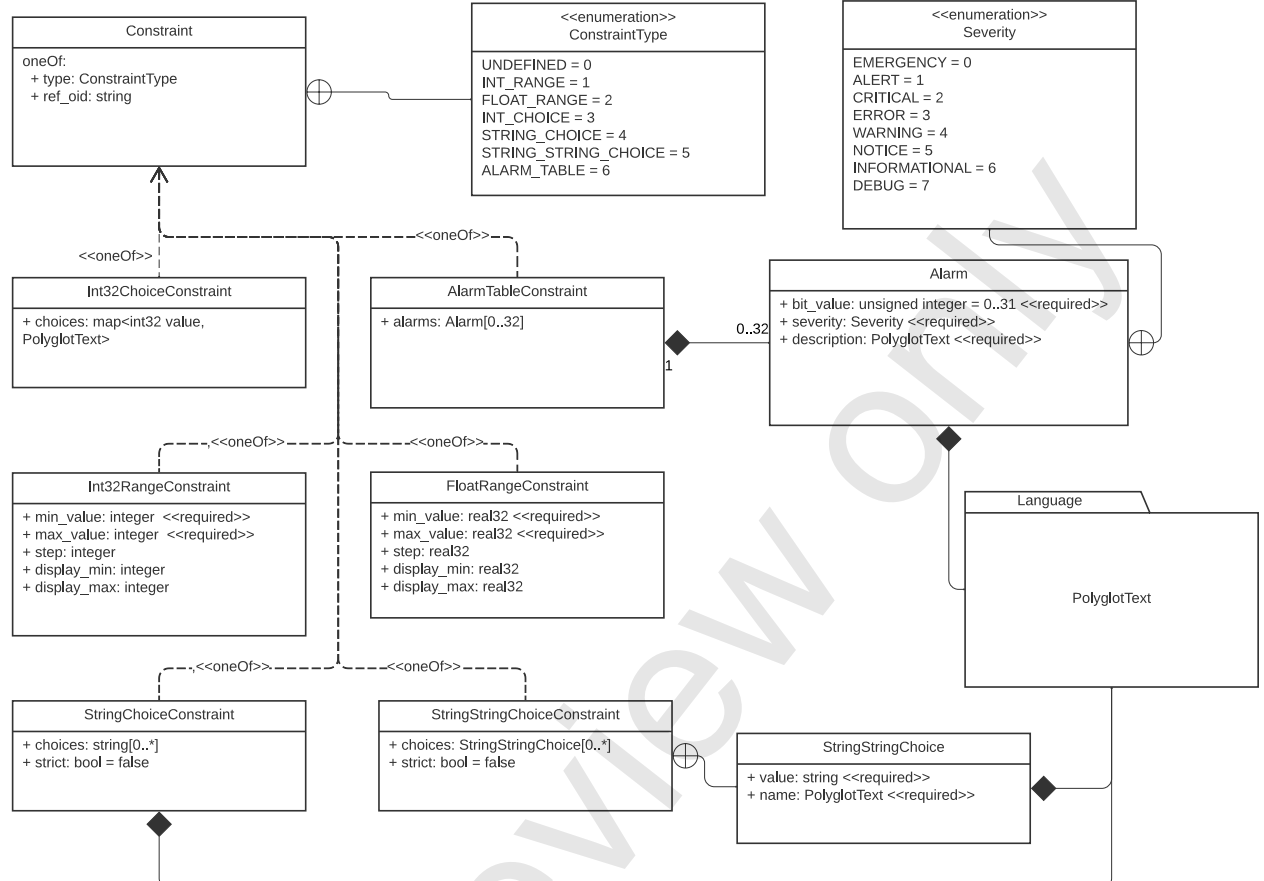 Constraint
oneOf:
+ type: ConstraintType
+ ref_oid: string
<<enumeration>>
ConstraintType
UNDEFINED = 0
INT_RANGE = 1
FLOAT_RANGE = 2
INT_CHOICE = 3
STRING_CHOICE = 4
STRING_STRING_CHOICE = 5
ALARM_TABLE = 6
<<enumeration>>
Severity
EMERGENCY = 0
ALERT = 1
CRITICAL = 2
ERROR = 3
WARNING = 4
NOTICE = 5
INFORMATIONAL = 6
DEBUG = 7
<<oneOf>>
<<oneOf>>
Int32ChoiceConstraint
+ choices: map<int32 value,
PolyglotText>
AlarmTableConstraint
+ alarms: Alarm[0..32]
1
0..32
Alarm
+ bit_value: unsigned integer = 0..31 <<required>>
+ severity: Severity <<required>>
+ description: PolyglotText <<required>>
<<oneOf>>
<<oneOf>>
Int32RangeConstraint
+ min_value: integer <<required>>
+ max_value: integer <<required>>
+ step: integer
+ display_min: integer
+ display_max: integer
FloatRangeConstraint
+ min_value: real32 <<required>>
+ max_value: real32 <<required>>
+ step: real32
+ display_min: real32
+ display_max: real32
Language
PolyglotText
<<oneOf>>
<<oneOf>>
StringChoiceConstraint
+ choices: string[0..*]
+ strict: bool = false
StringStringChoiceConstraint
+ choices: StringStringChoice[0..*]
+ strict: bool = false
StringStringChoice
+ value: string <<required>>
+ name: PolyglotText <<required>>
view only